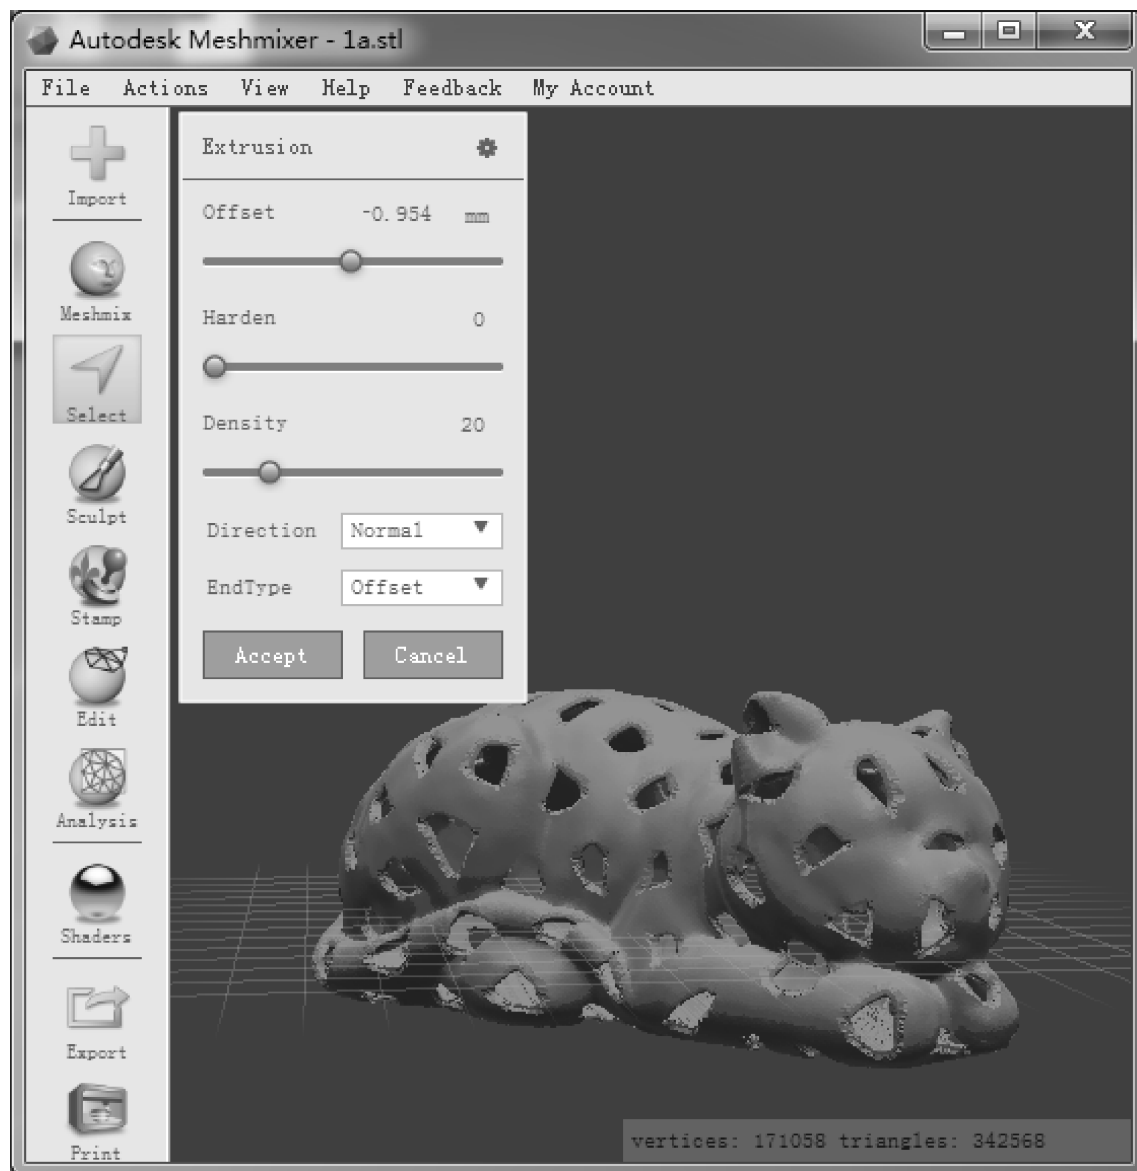 Autodesk Meshmixer - 1a.stl
File Actions View Help Feedback My Account
Import
Meshmix
Select
Sculpt
Stamp
Edit
Analysis
Shaders
Export
Print
Extrusion
Offset -0.954 mm
Harden 0
Density 20
Direction Normal
EndType Offset
Accept Cancel
vertices: 171058 triangles: 342568